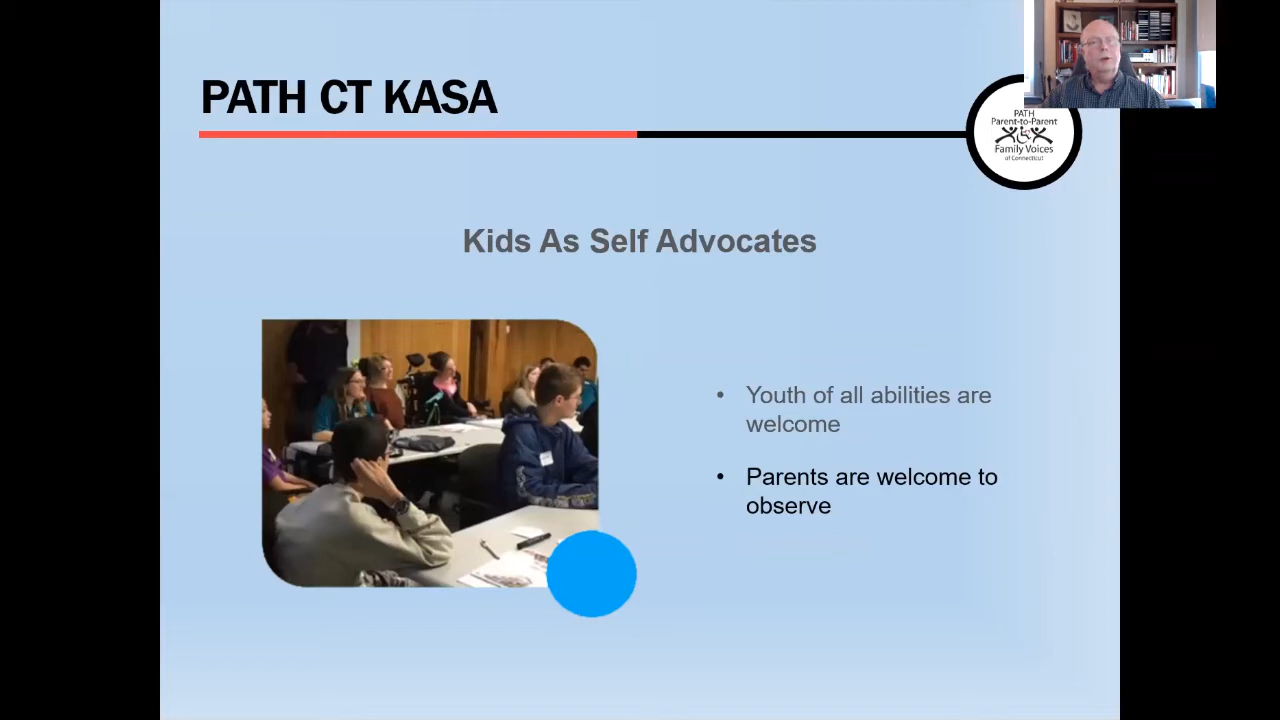 PATH CT KASA
PATH
Parent-to-Parent
Family Voices
of Connecticut
Kids As Self Advocates
• Youth of all abilities are
welcome
• Parents are welcome to
observe